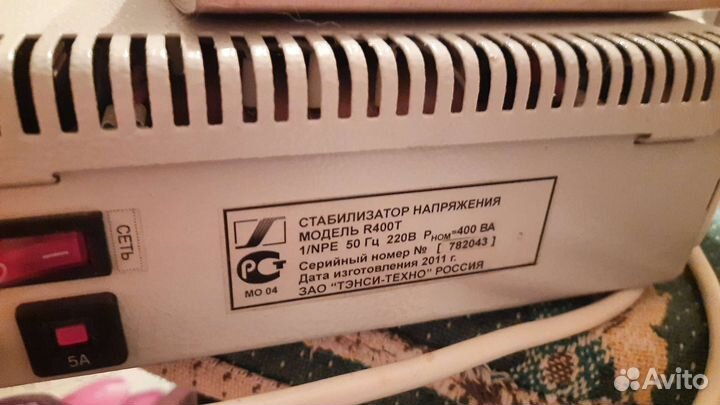 СЕТЬ
5А
СТАБИЛИЗАТОР НАПРЯЖЕНИЯ
МОДЕЛЬ R400T
1/NPE 50 Гц 220В Pном=400 ВА
Серийный номер № [ 782043 ]
Дата изготовления 2011 г.
ЗАО "ТЭНСИ-ТЕХНО" РОССИЯ
РСТ
МО 04
Avito